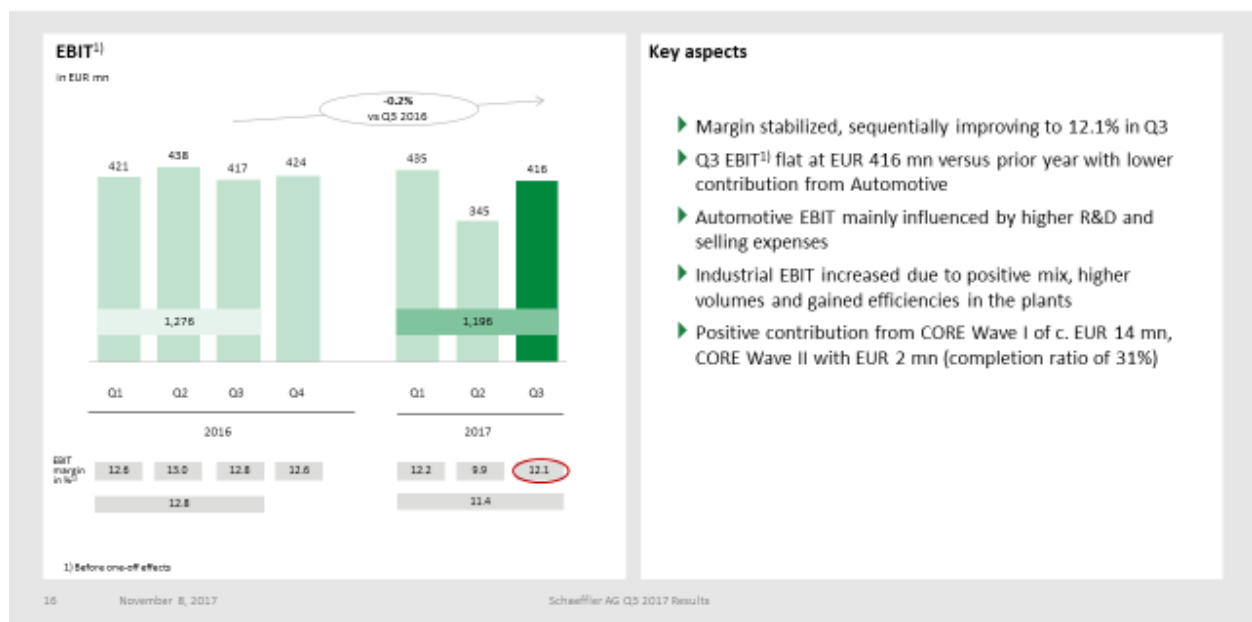 EBIT1)
in EUR mn
-0.2%
vs Q3 2016
421
438
417
424
435
345
416
1,276
1,196
Q1 Q2 Q3 Q4 Q1 Q2 Q3
2016 2017
EBIT
margin
in %1)
12.6 13.0 12.8 12.6 12.2 9.9 12.1
12.8 11.4
1) Before one-off effects
Key aspects
Margin stabilized, sequentially improving to 12.1% in Q3
Q3 EBIT1) flat at EUR 416 mn versus prior year with lower
contribution from Automotive
Automotive EBIT mainly influenced by higher R&D and
selling expenses
Industrial EBIT increased due to positive mix, higher
volumes and gained efficiencies in the plants
Positive contribution from CORE Wave I of c. EUR 14 mn,
CORE Wave II with EUR 2 mn (completion ratio of 31%)
16 November 8, 2017 Schaeffler AG Q3 2017 Results